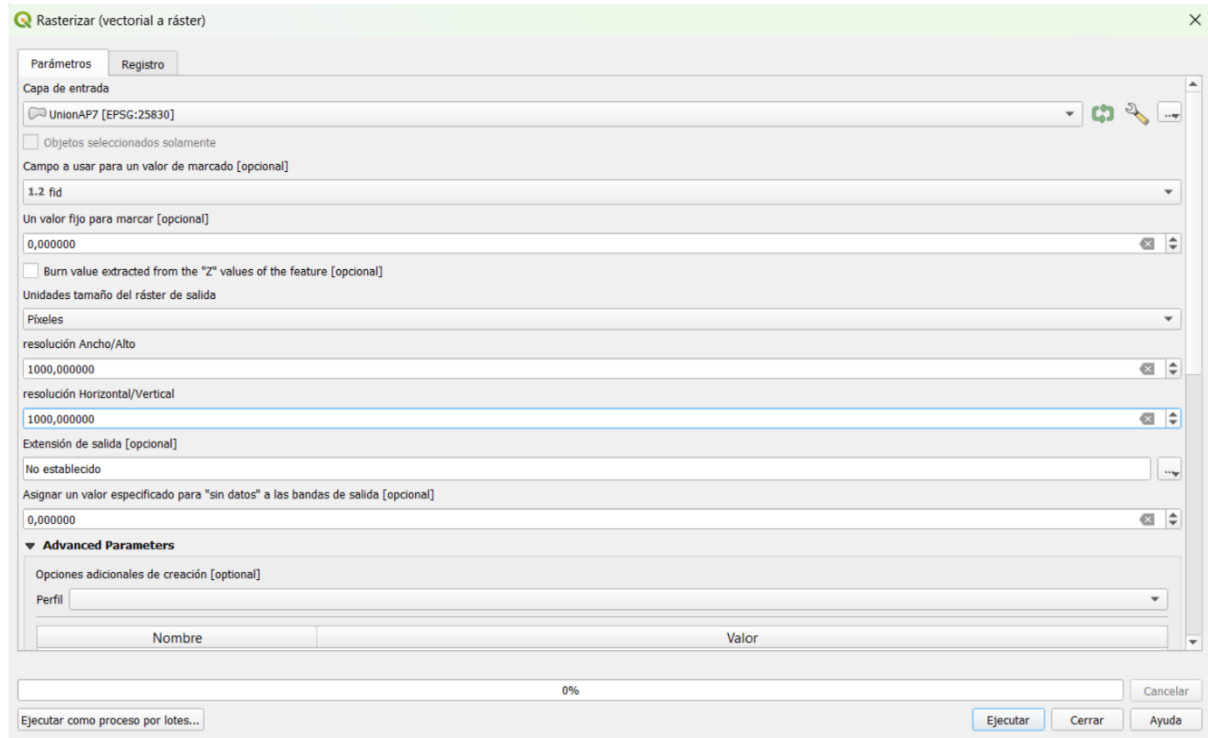 Rasterizar (vectorial a ráster)
Parámetros Registro
Capa de entrada
UnionAP7 [EPSG:25830]
...
Objetos seleccionados solamente
Campo a usar para un valor de marcado [opcional]
1.2 fid
Un valor fijo para marcar [opcional]
0,000000
Burn value extracted from the "Z" values of the feature [opcional]
Unidades tamaño del ráster de salida
Píxeles
resolución Ancho/Alto
1000,000000
resolución Horizontal/Vertical
1000,000000
Extensión de salida [opcional]
No establecido
...
Asignar un valor especificado para "sin datos" a las bandas de salida [opcional]
0,000000
Advanced Parameters
Opciones adicionales de creación [optional]
Perfil
Nombre Valor
0% Cancelar
Ejecutar como proceso por lotes... Ejecutar Cerrar Ayuda